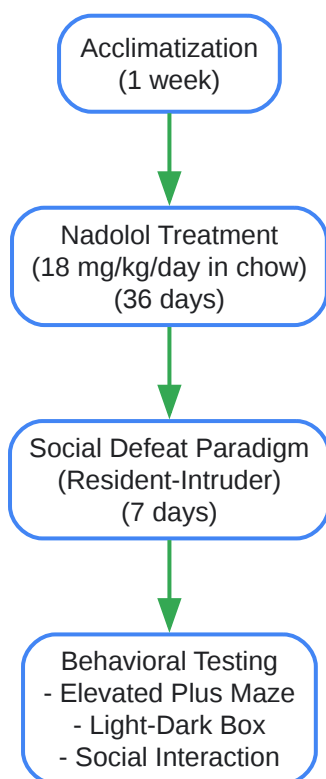 Acclimatization
(1 week)
Nadolol Treatment
(18 mg/kg/day in chow)
(36 days)
Social Defeat Paradigm
(Resident-Intruder)
(7 days)
Behavioral Testing
- Elevated Plus Maze
- Light-Dark Box
- Social Interaction